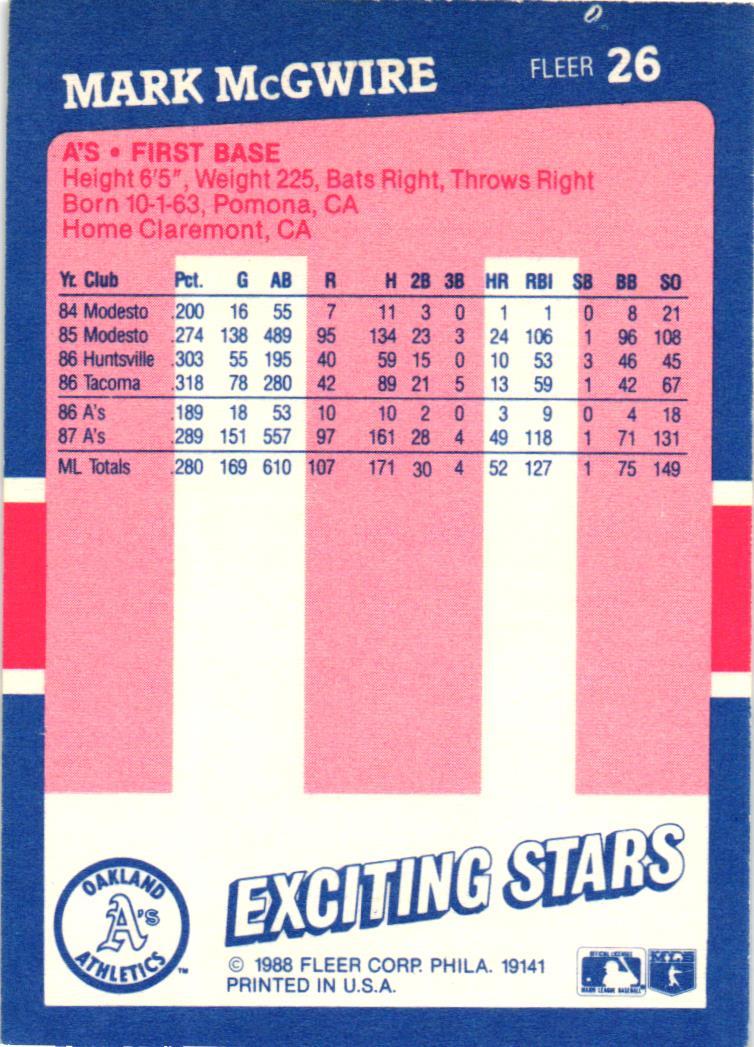 MARK McGWIRE FLEER 26
A'S • FIRST BASE
Height 6'5", Weight 225, Bats Right, Throws Right
Born 10-1-63, Pomona, CA
Home Claremont, CA
Yr. Club Pct. G AB R H 2B 3B HR RBI SB BB SO
84 Modesto .200 16 55 7 11 3 0 1 1 0 8 21
85 Modesto .274 138 489 95 134 23 3 24 106 1 96 108
86 Huntsville .303 55 195 40 59 15 0 10 53 3 46 45
86 Tacoma .318 78 280 42 89 21 5 13 59 1 42 67
86 A's .189 18 53 10 10 2 0 3 9 0 4 18
87 A's .289 151 557 97 161 28 4 49 118 1 71 131
ML Totals .280 169 610 107 171 30 4 52 127 1 75 149
OAKLAND
A's
ATHLETICS ™
EXCITING STARS
© 1988 FLEER CORP. PHILA. 19141
PRINTED IN U.S.A.
OFFICIAL LICENSEE
MAJOR LEAGUE BASEBALL